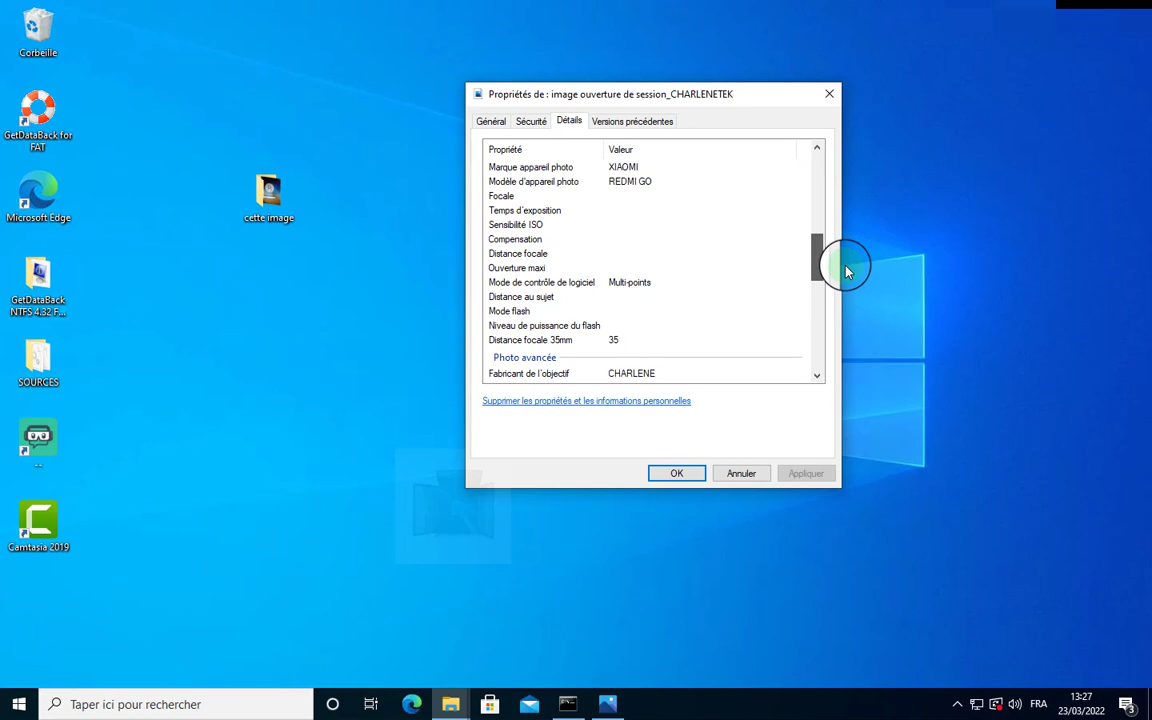 Corbeille
GetDataBack for
FAT
Microsoft Edge
GetDataBack
NTFS 4.32 F...
SOURCES
--
Camtasia 2019
cette image
Propriétés de : image ouverture de session_CHARLENETEK
Général Sécurité Détails Versions précédentes
Propriété Valeur
Marque appareil photo XIAOMI
Modèle d'appareil photo REDMI GO
Focale
Temps d'exposition
Sensibilité ISO
Compensation
Distance focale
Ouverture maxi
Mode de contrôle de logiciel Multi-points
Distance au sujet
Mode flash
Niveau de puissance du flash
Distance focale 35mm 35
Photo avancée
Fabricant de l'objectif CHARLENE
Supprimer les propriétés et les informations personnelles
OK Annuler Appliquer
Taper ici pour rechercher
FRA
13:27
23/03/2022
3